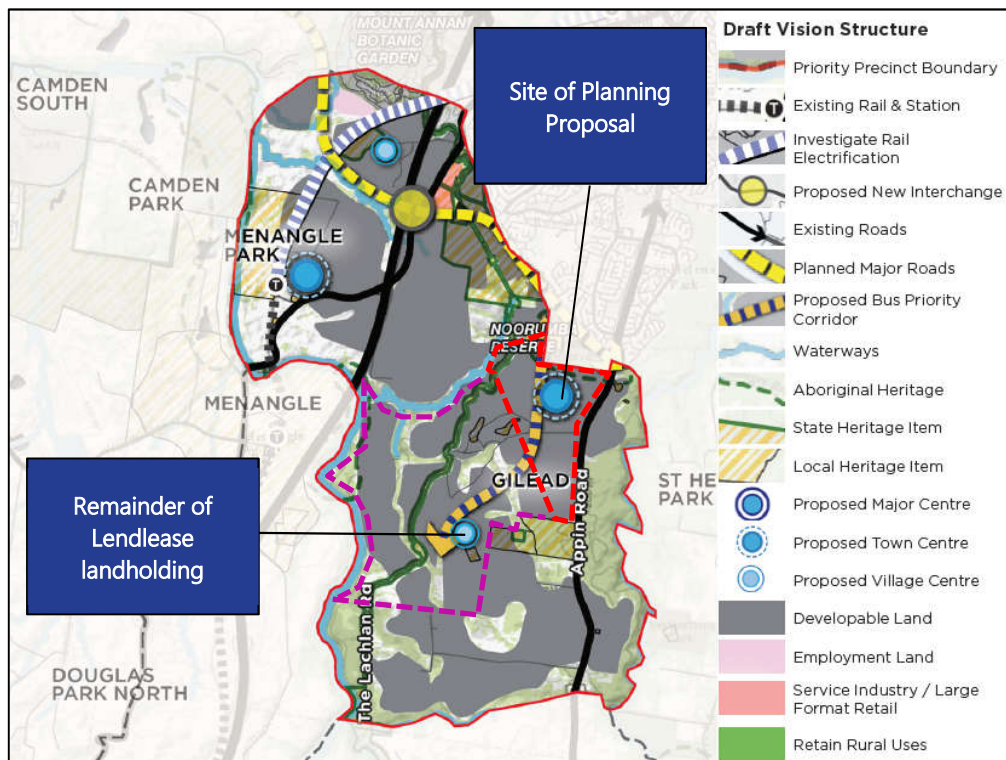 MOUNT ANNAN
BOTANIC
GARDEN
CAMDEN
SOUTH
Site of Planning
Proposal
CAMDEN
PARK
MENANGLE
PARK
T
NOORUMBA
RESERVE
MENANGLE
GILEAD
ST HE
PARK
Appin Road
Remainder of
Lendlease
landholding
The Lachlan Rd
DOUGLAS
PARK NORTH
Draft Vision Structure
Priority Precinct Boundary
T
Existing Rail & Station
Investigate Rail
Electrification
Proposed New Interchange
Existing Roads
Planned Major Roads
Proposed Bus Priority
Corridor
Waterways
Aboriginal Heritage
State Heritage Item
Local Heritage Item
Proposed Major Centre
Proposed Town Centre
Proposed Village Centre
Developable Land
Employment Land
Service Industry / Large
Format Retail
Retain Rural Uses